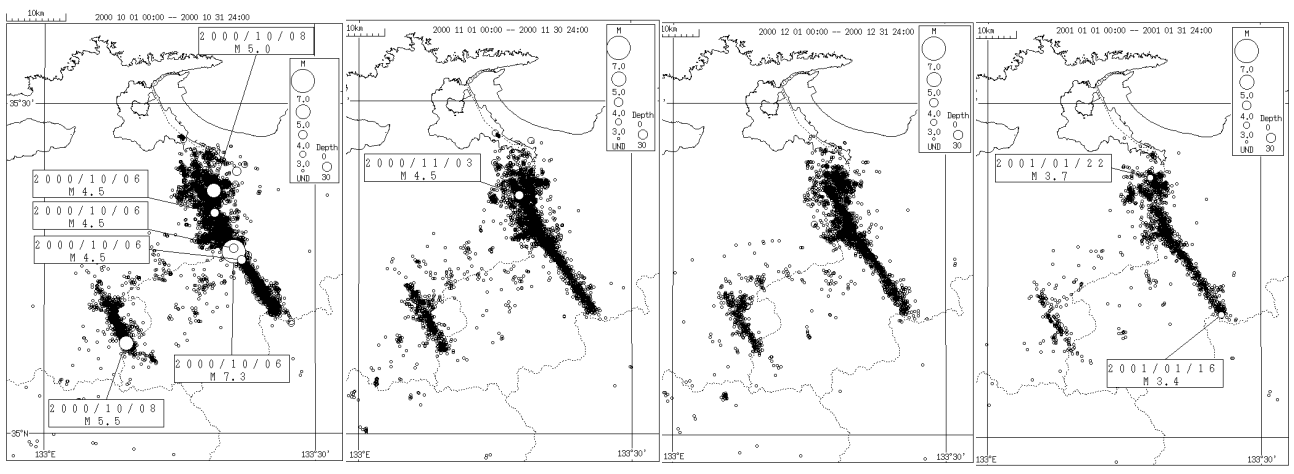 10km
2000 10 01 00:00 -- 2000 10 31 24:00
2000/10/08
M 5.0
M
7.0
5.0
4.0
3.0
UND
Depth
0
30
35°30'
2000/10/06
M 4.5
2000/10/06
M 4.5
2000/10/06
M 4.5
2000/10/06
M 7.3
2000/10/08
M 5.5
35°N
133°E
133°30'
10km
2000 11 01 00:00 -- 2000 11 30 24:00
M
7.0
5.0
4.0
3.0
UND
Depth
0
30
2000/11/03
M 4.5
133°E
133°30'
10km
2000 12 01 00:00 -- 2000 12 31 24:00
M
7.0
5.0
4.0
3.0
UND
Depth
0
30
133°E
133°30'
10km
2001 01 01 00:00 -- 2001 01 31 24:00
M
7.0
5.0
4.0
3.0
UND
Depth
0
30
2001/01/22
M 3.7
2001/01/16
M 3.4
133°E
133°30'